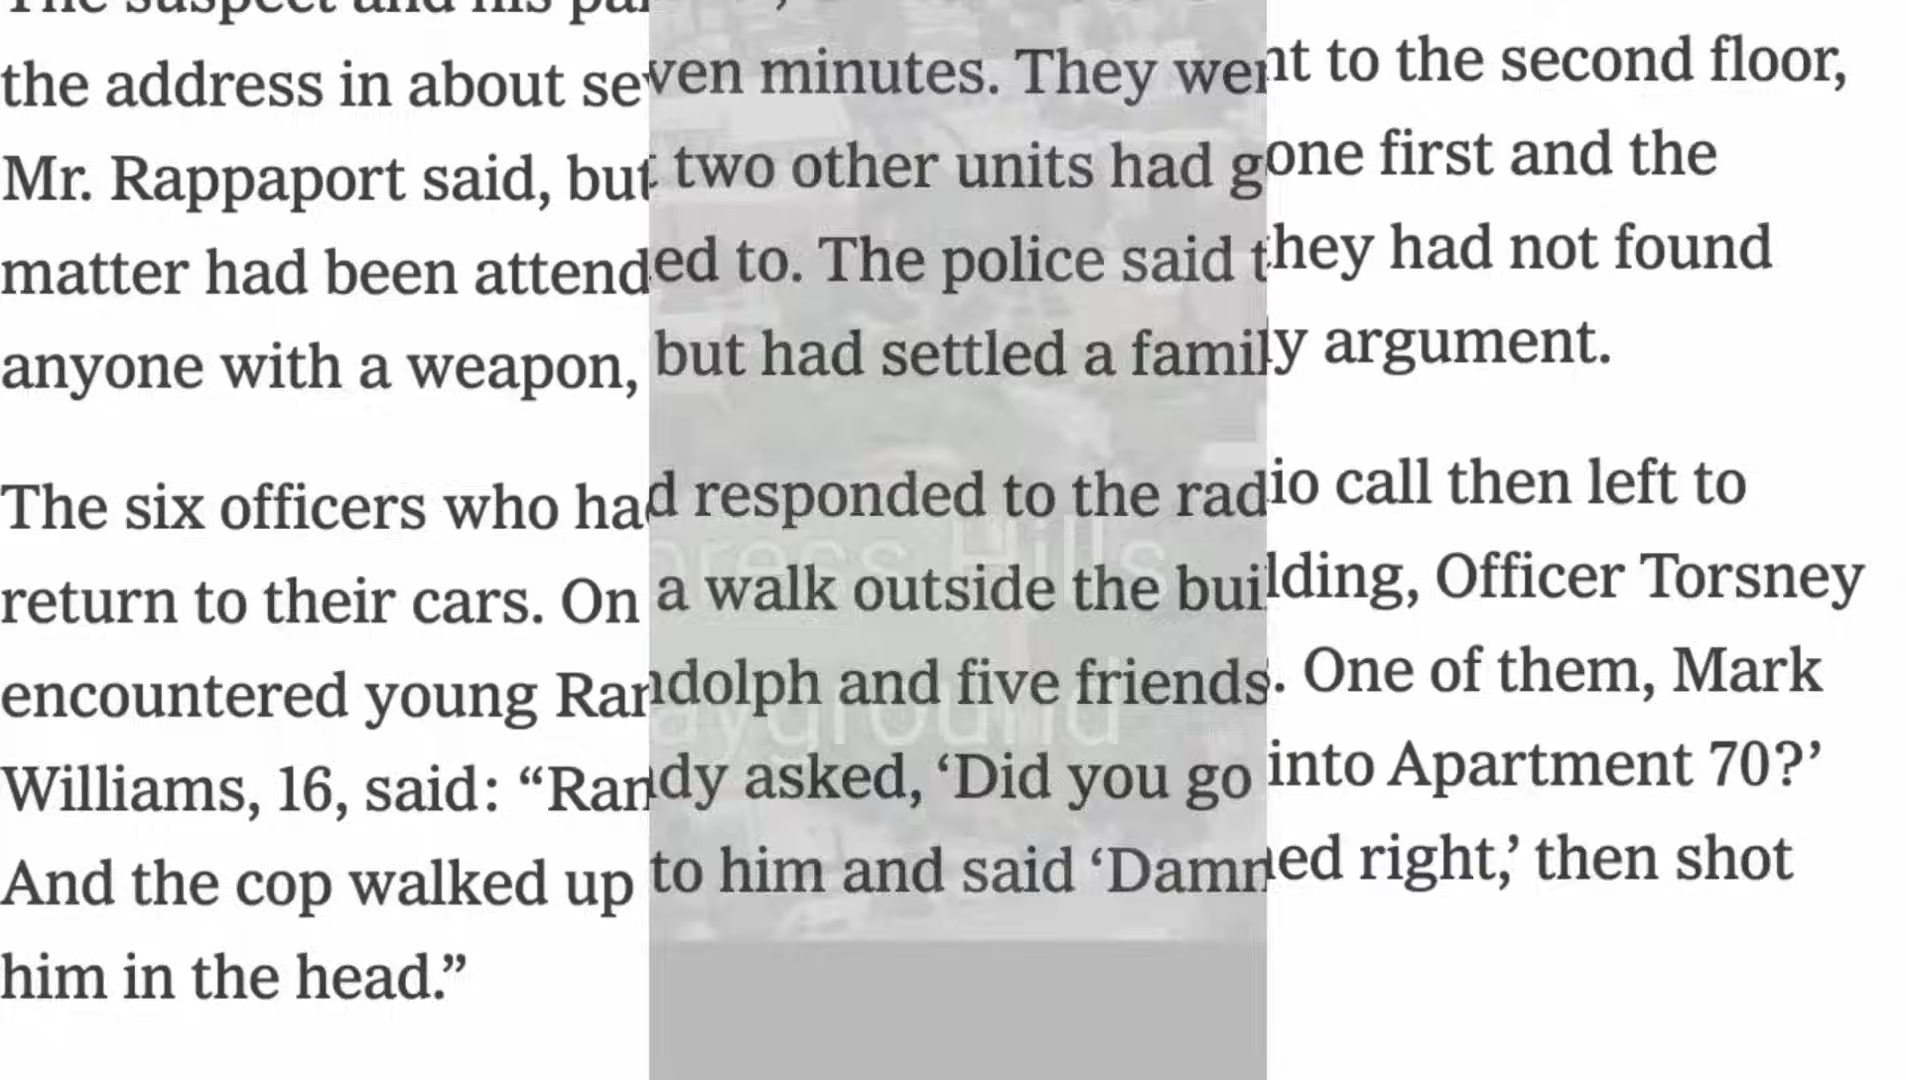 The suspect and his
the address in about seven minutes. They went to the second floor,
Mr. Rappaport said, but two other units had gone first and the
matter had been attended to. The police said they had not found
anyone with a weapon, but had settled a family argument.
The six officers who had responded to the radio call then left to
return to their cars. On a walk outside the building, Officer Torsney
encountered young Randolph and five friends. One of them, Mark
Williams, 16, said: “Randy asked, ‘Did you go into Apartment 70?’
And the cop walked up to him and said ‘Damned right,’ then shot
him in the head.”
Hills